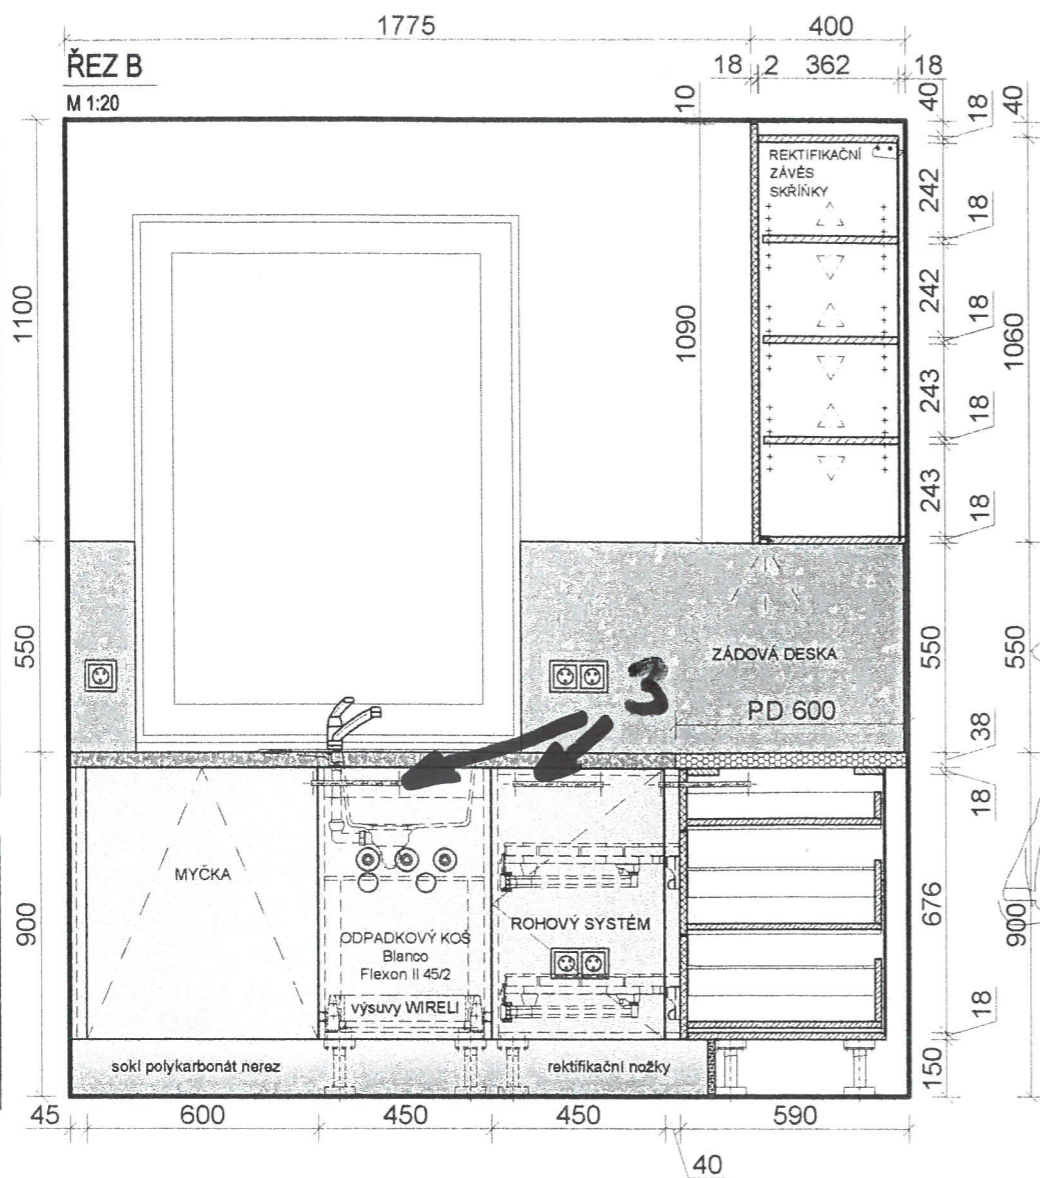 1775
400
ŘEZ B
M 1:20
18
2
362
18
10
40
18
40
REKTIFIKAČNÍ
ZÁVĚS
SKŘÍŇKY
242
18
242
18
243
18
243
18
1100
1090
1060
550
ZÁDOVÁ DESKA
550
550
3
PD 600
38
18
MYČKA
ODPADKOVÝ KOŠ
Blanco
Flexon II 45/2
výsuvy WIRELI
ROHOVÝ SYSTÉM
900
676
900
18
sokl polykarbonát nerez
rektifikační nožky
150
45
600
450
450
590
40